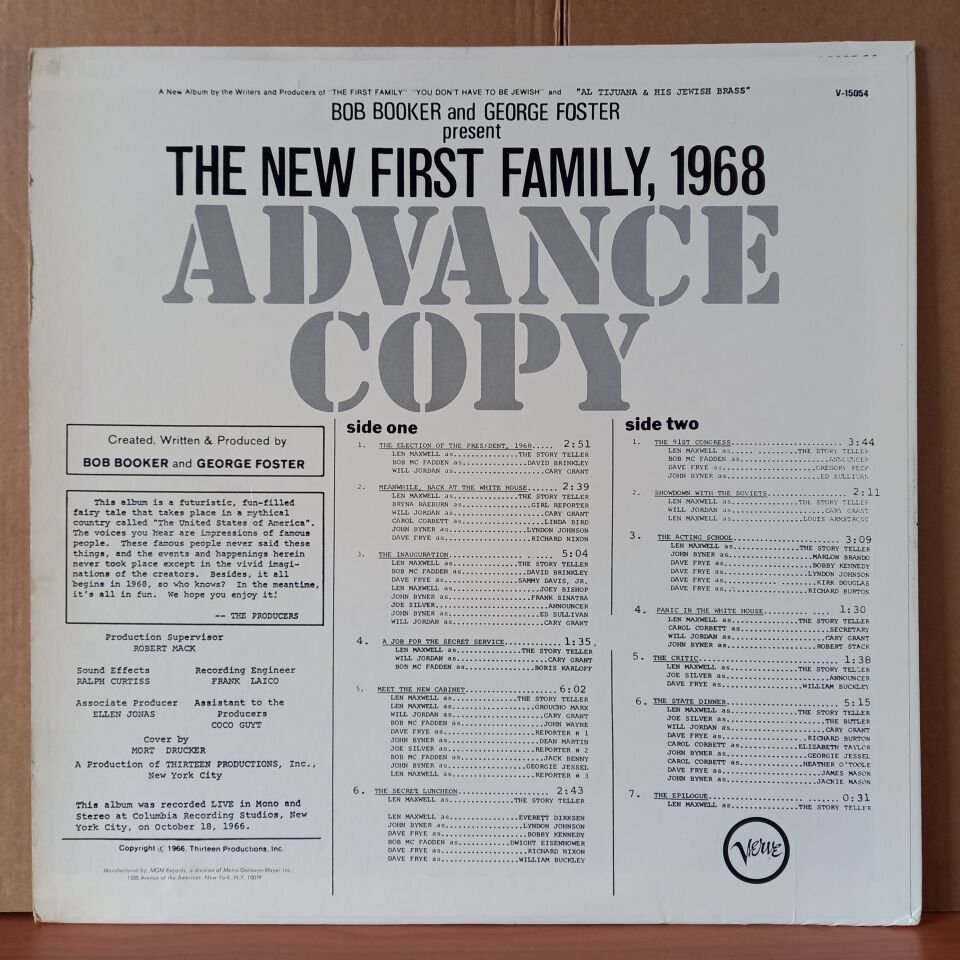 A New Album by the Writers and Producers of "THE FIRST FAMILY" "YOU DON'T HAVE TO BE JEWISH" and "AL TIJUANA & HIS JEWISH BRASS"
V-15054
BOB BOOKER and GEORGE FOSTER
present
THE NEW FIRST FAMILY, 1968
ADVANCE
COPY
Created, Written & Produced by
BOB BOOKER and GEORGE FOSTER
This album is a futuristic, fun-filled
fairy tale that takes place in a mythical
country called "The United States of America".
The voices you hear are impressions of famous
people. These famous people never said these
things, and the events and happenings herein
never took place except in the vivid imagi-
nations of the creators. Besides, it all
begins in 1968, so who knows? In the meantime,
it's all in fun. We hope you enjoy it!
-- THE PRODUCERS
Production Supervisor
ROBERT MACK
Sound Effects
RALPH CURTISS
Recording Engineer
FRANK LAICO
Associate Producer
ELLEN JONAS
Assistant to the
Producers
COCO GUYT
Cover by
MORT DRUCKER
A Production of THIRTEEN PRODUCTIONS, Inc.,
New York City
This album was recorded LIVE in Mono and
Stereo at Columbia Recording Studios, New
York City, on October 18, 1966.
Copyright © 1966, Thirteen Productions, Inc.
Manufactured by MGM Records, a division of Metro-Goldwyn-Mayer Inc.,
1350 Avenue of the Americas, New York, N.Y. 10019
side one
1. THE ELECTION OF THE PRESIDENT, 1968..... 2:51
LEN MAXWELL as...............THE STORY TELLER
BOB MC FADDEN as...............DAVID BRINKLEY
WILL JORDAN as...............CARY GRANT
2. MEANWHILE, BACK AT THE WHITE HOUSE....... 2:39
LEN MAXWELL as...............THE STORY TELLER
BRYNA RAEBURN as...............GIRL REPORTER
WILL JORDAN as...............CARY GRANT
CAROL CORBETT as...............LINDA BIRD
JOHN BYNER as...............LYNDON JOHNSON
DAVE FRYE as...............RICHARD NIXON
3. THE INAUGURATION............... 5:04
LEN MAXWELL as...............THE STORY TELLER
BOB MC FADDEN as...............DAVID BRINKLEY
DAVE FRYE as...............SAMMY DAVIS, JR.
LEN MAXWELL as...............JOEY BISHOP
JOHN BYNER as...............FRANK SINATRA
JOE SILVER...............ANNOUNCER
JOHN BYNER as...............ED SULLIVAN
WILL JORDAN as...............CARY GRANT
4. A JOB FOR THE SECRET SERVICE............ 1:35
LEN MAXWELL as...............THE STORY TELLER
WILL JORDAN as...............CARY GRANT
BOB MC FADDEN as...............BORIS KARLOFF
5. MEET THE NEW CABINET............... 6:02
LEN MAXWELL as...............THE STORY TELLER
LEN MAXWELL as...............GROUCHO MARX
WILL JORDAN as...............CARY GRANT
BOB MC FADDEN as...............JOHN WAYNE
DAVE FRYE as...............REPORTER # 1
JOHN BYNER as...............DEAN MARTIN
JOE SILVER as...............REPORTER # 2
BOB MC FADDEN as...............JACK BENNY
JOHN BYNER as...............GEORGIE JESSEL
LEN MAXWELL as...............REPORTER # 3
6. THE SECRET LUNCHEON............... 2:43
LEN MAXWELL as...............THE STORY TELLER
LEN MAXWELL as...............EVERETT DIRKSEN
JOHN BYNER as...............LYNDON JOHNSON
DAVE FRYE as...............BOBBY KENNEDY
BOB MC FADDEN as...............DWIGHT EISENHOWER
DAVE FRYE as...............RICHARD NIXON
DAVE FRYE as...............WILLIAM BUCKLEY
side two
1. THE 91ST CONGRESS............... 3:44
LEN MAXWELL as...............THE STORY TELLER
BOB MC FADDEN as...............ANNOUNCER
DAVE FRYE as...............GREGORY PECK
JOHN BYNER as...............ED SULLIVAN
2. SHOWDOWN WITH THE SOVIETS............... 2:11
LEN MAXWELL as...............THE STORY TELLER
WILL JORDAN as...............CARY GRANT
LEN MAXWELL as...............LOUIS ARMSTRONG
3. THE ACTING SCHOOL............... 3:09
LEN MAXWELL as...............THE STORY TELLER
JOHN BYNER as...............MARLON BRANDO
DAVE FRYE as...............BOBBY KENNEDY
DAVE FRYE as...............LYNDON JOHNSON
DAVE FRYE as...............KIRK DOUGLAS
DAVE FRYE as...............RICHARD BURTON
4. PANIC IN THE WHITE HOUSE............... 1:30
LEN MAXWELL as...............THE STORY TELLER
CAROL CORBETT as...............SECRETARY
WILL JORDAN as...............CARY GRANT
JOHN BYNER as...............ROBERT STACK
5. THE CRITIC............... 1:38
LEN MAXWELL as...............THE STORY TELLER
JOE SILVER as...............ANNOUNCER
DAVE FRYE as...............WILLIAM BUCKLEY
6. THE STATE DINNER............... 5:15
LEN MAXWELL as...............THE STORY TELLER
JOE SILVER as...............THE BUTLER
WILL JORDAN as...............CARY GRANT
DAVE FRYE as...............RICHARD BURTON
CAROL CORBETT as...............ELIZABETH TAYLOR
JOHN BYNER as...............GEORGIE JESSEL
CAROL CORBETT as...............HEATHER O'TOOLE
DAVE FRYE as...............JAMES MASON
JOHN BYNER as...............JACKIE MASON
7. THE EPILOGUE............... 0:31
LEN MAXWELL as...............THE STORY TELLER
Verve